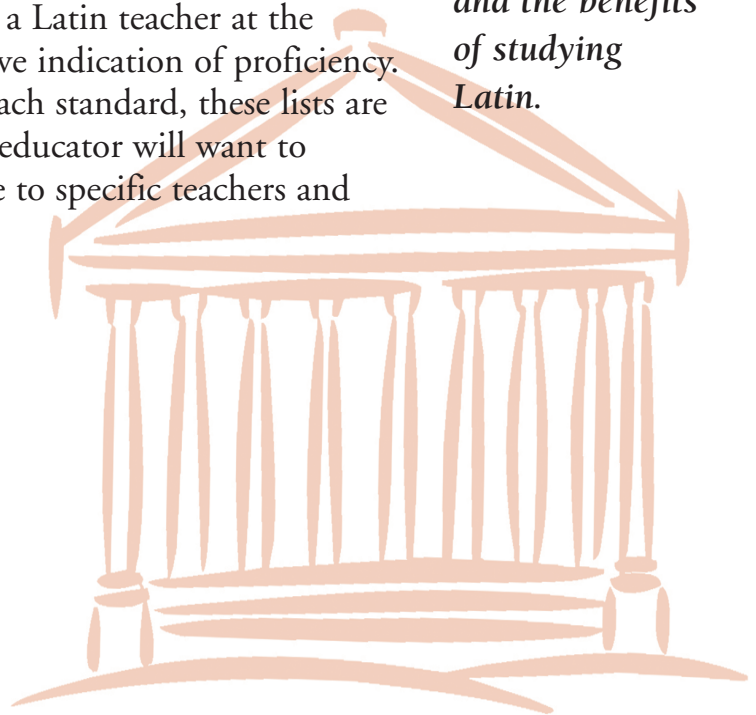 a Latin teacher at the
ve indication of proficiency.
ach standard, these lists are
educator will want to
e to specific teachers and
and the benefits
of studying
Latin.